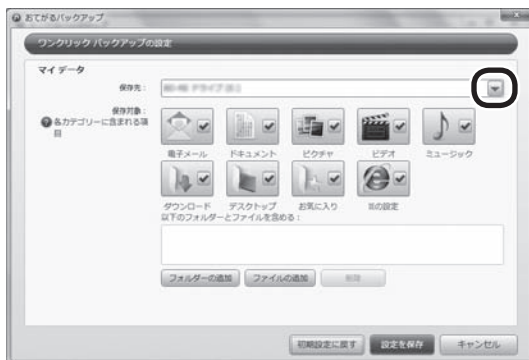 おてがるバックアップ
ワンクリック バックアップの設定
マイ データ
保存先：
保存対象：
各カテゴリーに含まれる項
目
電子メール
ドキュメント
ピクチャ
ビデオ
ミュージック
ダウンロード
デスクトップ
お気に入り
IEの設定
以下のフォルダーとファイルを含める：
フォルダーの追加
ファイルの追加
削除
初期設定に戻す
設定を保存
キャンセル